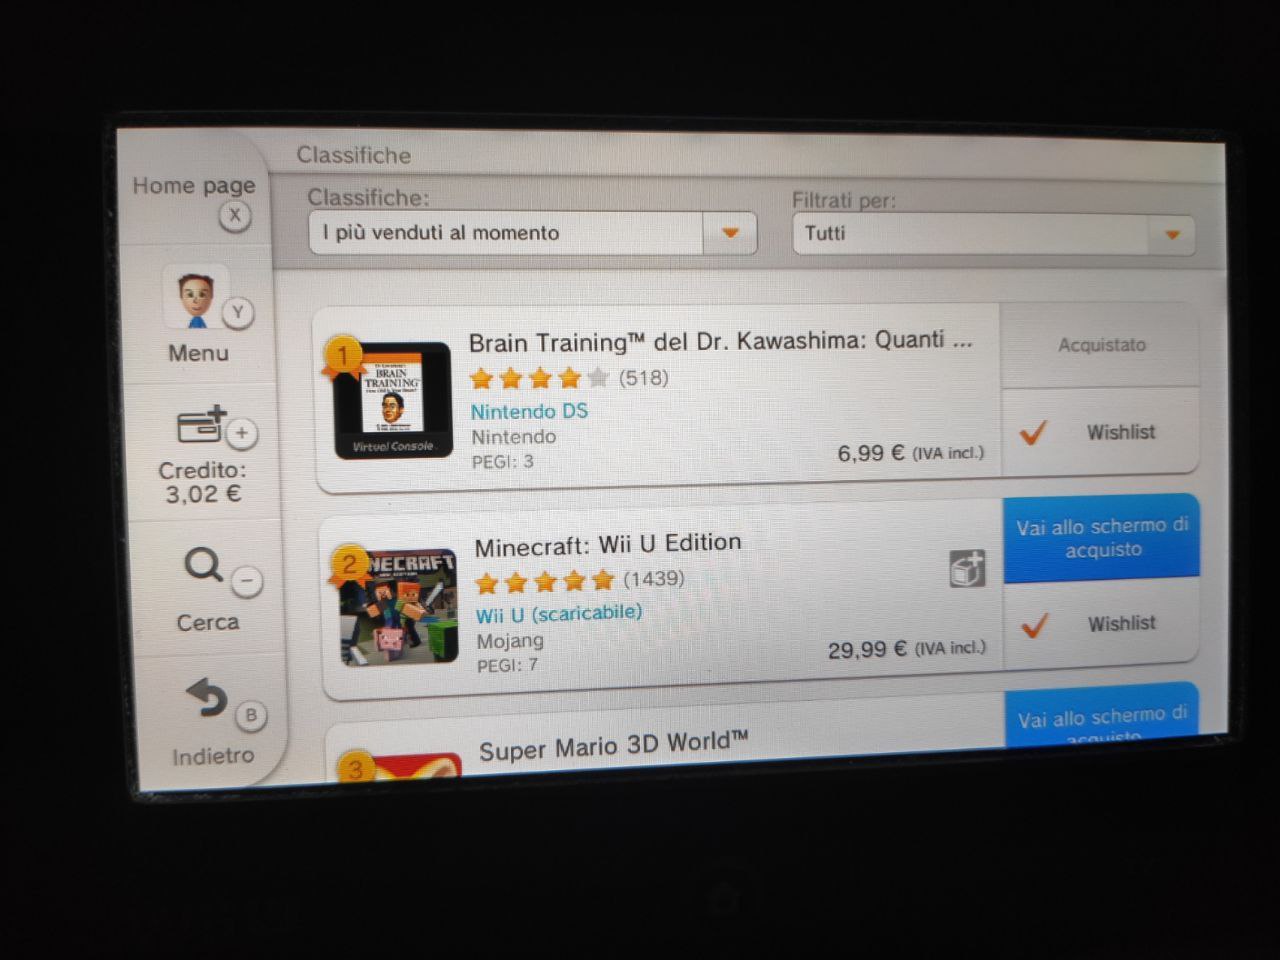 Classifiche
Home page
X
Classifiche:
I più venduti al momento
Filtrati per:
Tutti
Y
Menu
+
Credito:
3,02 €
−
Cerca
B
Indietro
1
BRAIN
TRAINING
Virtual Console
Brain Training™ del Dr. Kawashima: Quanti ...
(518)
Nintendo DS
Nintendo
PEGI: 3
6,99 € (IVA incl.)
Acquistato
Wishlist
2
MINECRAFT
Minecraft: Wii U Edition
(1439)
Wii U (scaricabile)
Mojang
PEGI: 7
29,99 € (IVA incl.)
Vai allo schermo di
acquisto
Wishlist
3
Super Mario 3D World™
Vai allo schermo di
acquisto